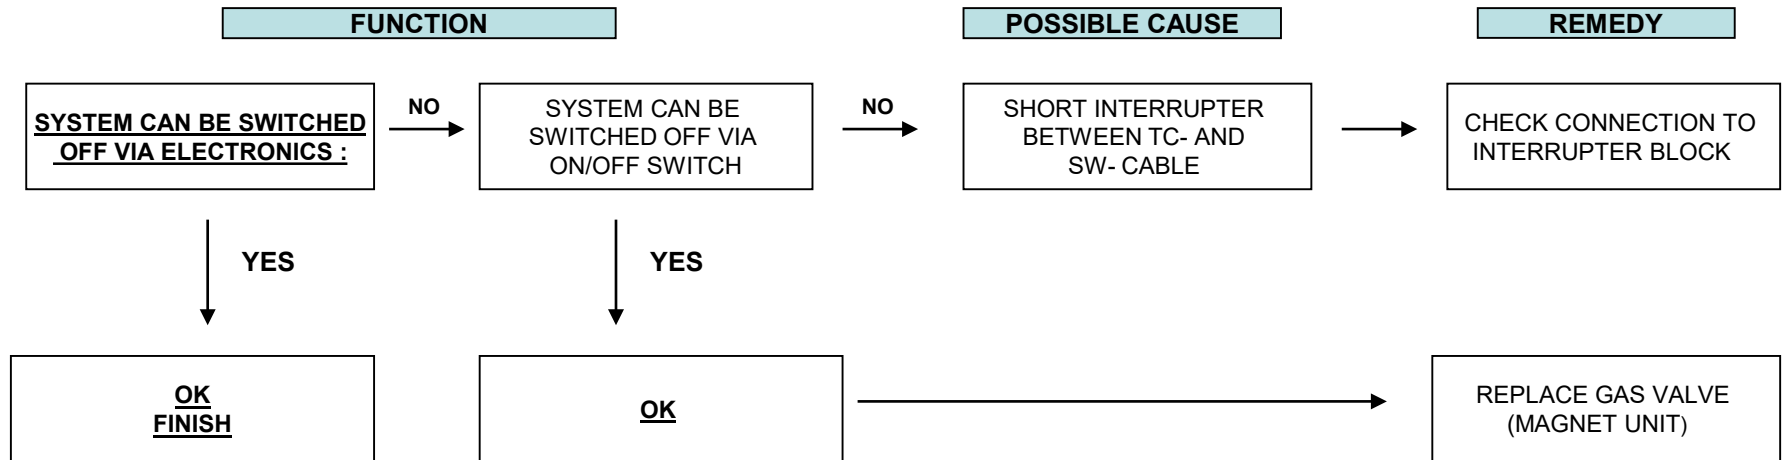 FUNCTION
POSSIBLE CAUSE
REMEDY
SYSTEM CAN BE SWITCHED
OFF VIA ELECTRONICS :
NO
SYSTEM CAN BE
SWITCHED OFF VIA
ON/OFF SWITCH
NO
SHORT INTERRUPTER
BETWEEN TC- AND
SW- CABLE
CHECK CONNECTION TO
INTERRUPTER BLOCK
YES
YES
OK
FINISH
OK
REPLACE GAS VALVE
(MAGNET UNIT)